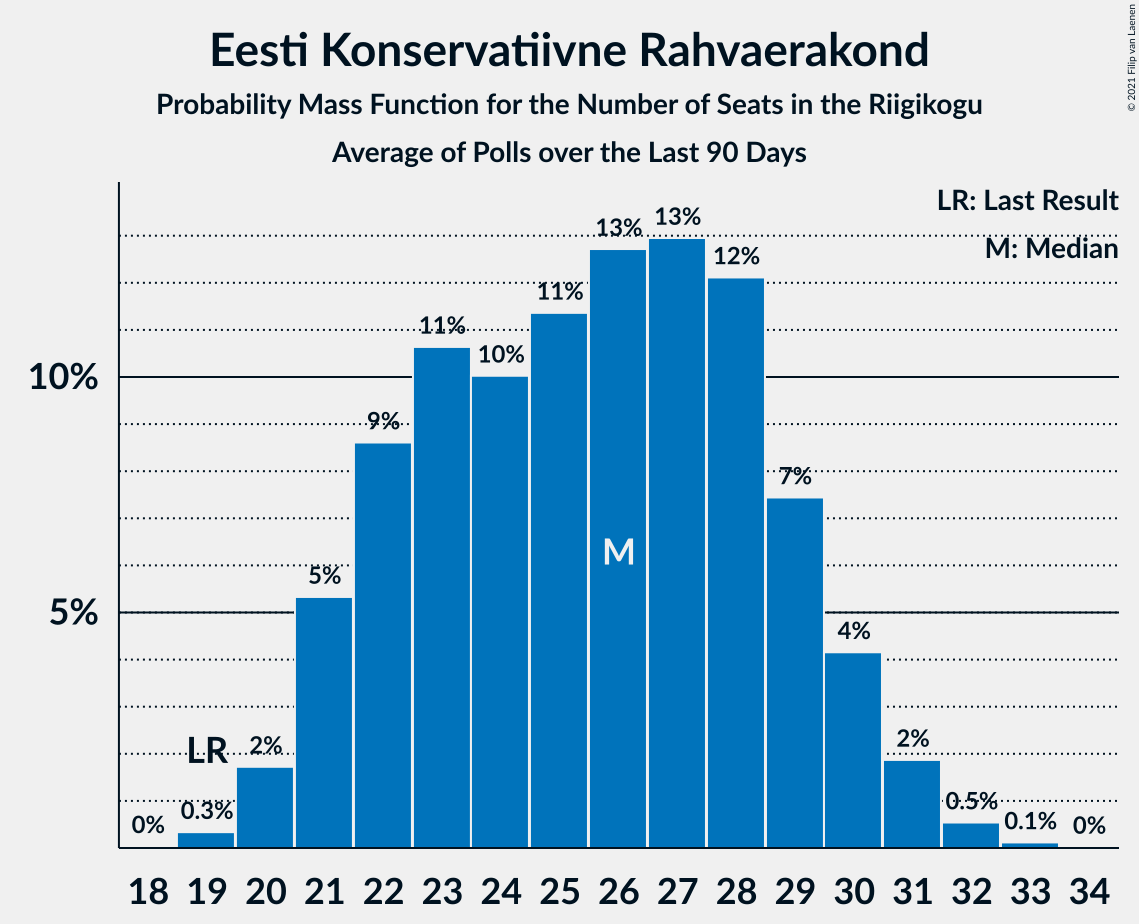 Eesti Konservatiivne Rahvaerakond
Probability Mass Function for the Number of Seats in the Riigikogu
Average of Polls over the Last 90 Days
© 2021 Filip van Laenen
LR: Last Result
M: Median
13%
13%
12%
11%
11%
10%
10%
9%
7%
M
5%
5%
4%
LR
2%
2%
0.3%
0.5%
0%
0.1%
0%
18 19 20 21 22 23 24 25 26 27 28 29 30 31 32 33 34